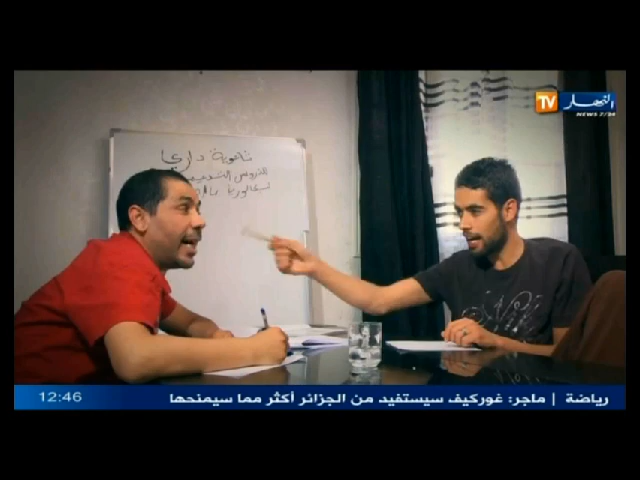 النهار TV
NEWS 7/24
ثانوية داري
الدروس
رياضة | ماجر: غوركيف سيستفيد من الجزائر أكثر مما سيمنحها
12:46